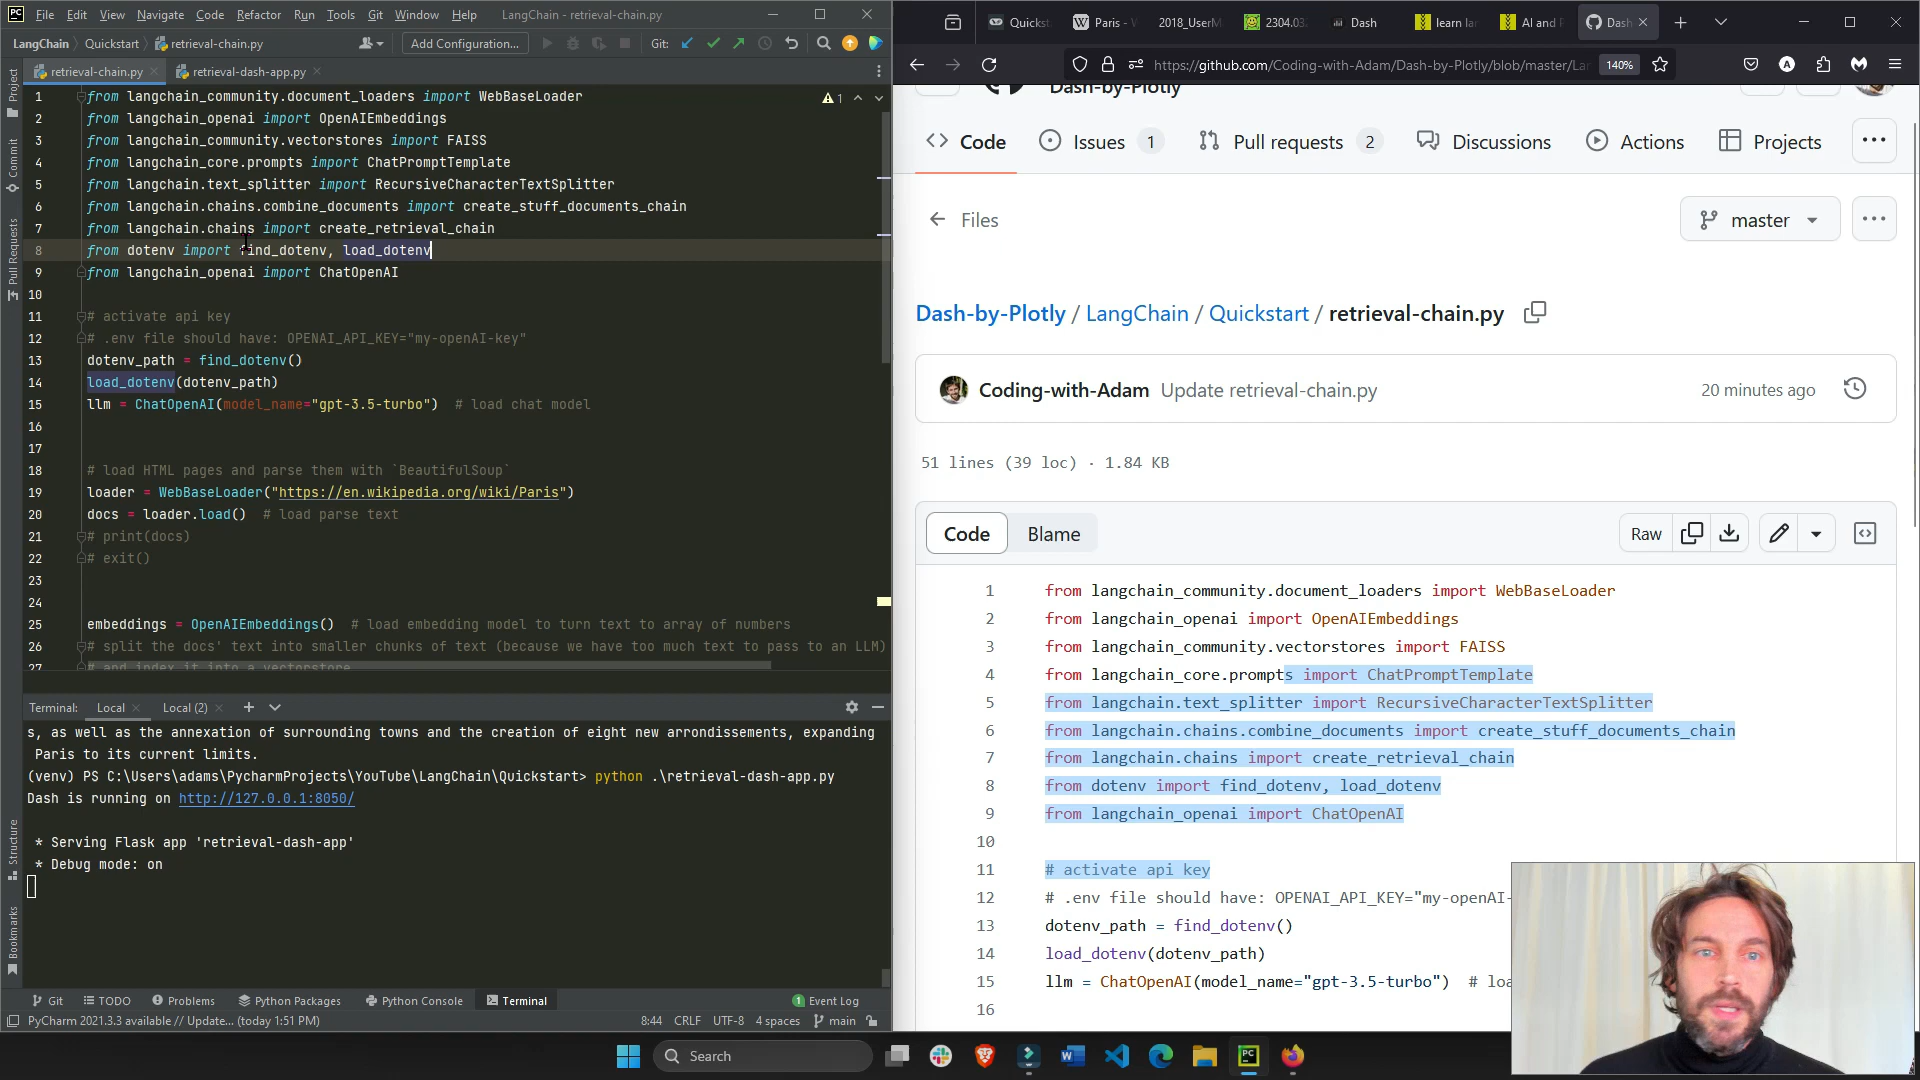 PC File Edit View Navigate Code Refactor Run Tools Git Window Help LangChain - retrieval-chain.py
LangChain Quickstart retrieval-chain.py Add Configuration... Git:
retrieval-chain.py retrieval-dash-app.py
Project
Commit
Pull Requests
Structure
Bookmarks
1 from langchain_community.document_loaders import WebBaseLoader
1
2 from langchain_openai import OpenAIEmbeddings
3 from langchain_community.vectorstores import FAISS
4 from langchain_core.prompts import ChatPromptTemplate
5 from langchain.text_splitter import RecursiveCharacterTextSplitter
6 from langchain.chains.combine_documents import create_stuff_documents_chain
7 from langchain.chains import create_retrieval_chain
8 from dotenv import find_dotenv, load_dotenv
9 from langchain_openai import ChatOpenAI
10
11 # activate api key
12 # .env file should have: OPENAI_API_KEY="my-openAI-key"
13 dotenv_path = find_dotenv()
14 load_dotenv(dotenv_path)
15 llm = ChatOpenAI(model_name="gpt-3.5-turbo") # load chat model
16
17
18 # load HTML pages and parse them with `BeautifulSoup`
19 loader = WebBaseLoader("https://en.wikipedia.org/wiki/Paris")
20 docs = loader.load() # load parse text
21 # print(docs)
22 # exit()
23
24
25 embeddings = OpenAIEmbeddings() # load embedding model to turn text to array of numbers
26 # split the docs' text into smaller chunks of text (because we have too much text to pass to an LLM)
27 # and index it into a vectorstore
Terminal: Local Local (2)
s, as well as the annexation of surrounding towns and the creation of eight new arrondissements, expanding
Paris to its current limits.
(venv) PS C:\Users\adams\PycharmProjects\YouTube\LangChain\Quickstart> python .\retrieval-dash-app.py
Dash is running on http://127.0.0.1:8050/
* Serving Flask app 'retrieval-dash-app'
* Debug mode: on
Git TODO Problems Python Packages Python Console Terminal 1 Event Log
PyCharm 2021.3.3 available // Update... (today 1:51 PM) 8:44 CRLF UTF-8 4 spaces main
Quickst Paris - W 2018_UserM 2304.03 Dash learn la AI and Dash
https://github.com/Coding-with-Adam/Dash-by-Plotly/blob/master/La 140%
Dash-by-Plotly
Code Issues 1 Pull requests 2 Discussions Actions Projects
Files master
Dash-by-Plotly / LangChain / Quickstart / retrieval-chain.py
Coding-with-Adam Update retrieval-chain.py 20 minutes ago
51 lines (39 loc) · 1.84 KB
Code Blame Raw
1 from langchain_community.document_loaders import WebBaseLoader
2 from langchain_openai import OpenAIEmbeddings
3 from langchain_community.vectorstores import FAISS
4 from langchain_core.prompts import ChatPromptTemplate
5 from langchain.text_splitter import RecursiveCharacterTextSplitter
6 from langchain.chains.combine_documents import create_stuff_documents_chain
7 from langchain.chains import create_retrieval_chain
8 from dotenv import find_dotenv, load_dotenv
9 from langchain_openai import ChatOpenAI
10
11 # activate api key
12 # .env file should have: OPENAI_API_KEY="my-openAI-
13 dotenv_path = find_dotenv()
14 load_dotenv(dotenv_path)
15 llm = ChatOpenAI(model_name="gpt-3.5-turbo") # loa
16
Search